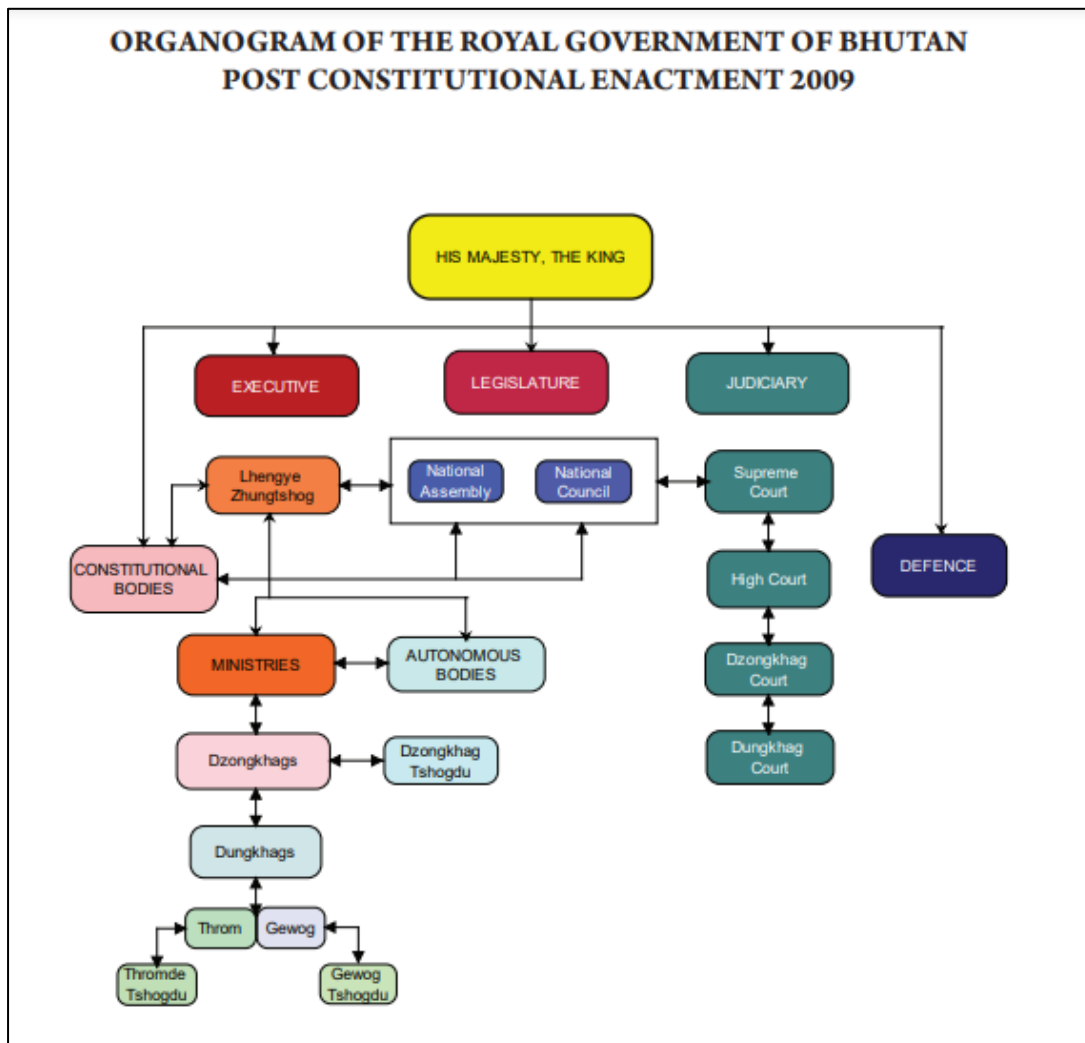 ORGANOGRAM OF THE ROYAL GOVERNMENT OF BHUTAN
POST CONSTITUTIONAL ENACTMENT 2009
HIS MAJESTY, THE KING
EXECUTIVE
LEGISLATURE
JUDICIARY
Lhengye
Zhungtshog
National
Assembly
National
Council
Supreme
Court
CONSTITUTIONAL
BODIES
High Court
DEFENCE
MINISTRIES
AUTONOMOUS
BODIES
Dzongkhag
Court
Dzongkhags
Dzongkhag
Tshogdu
Dungkhag
Court
Dungkhags
Throm
Gewog
Thromde
Tshogdu
Gewog
Tshogdu